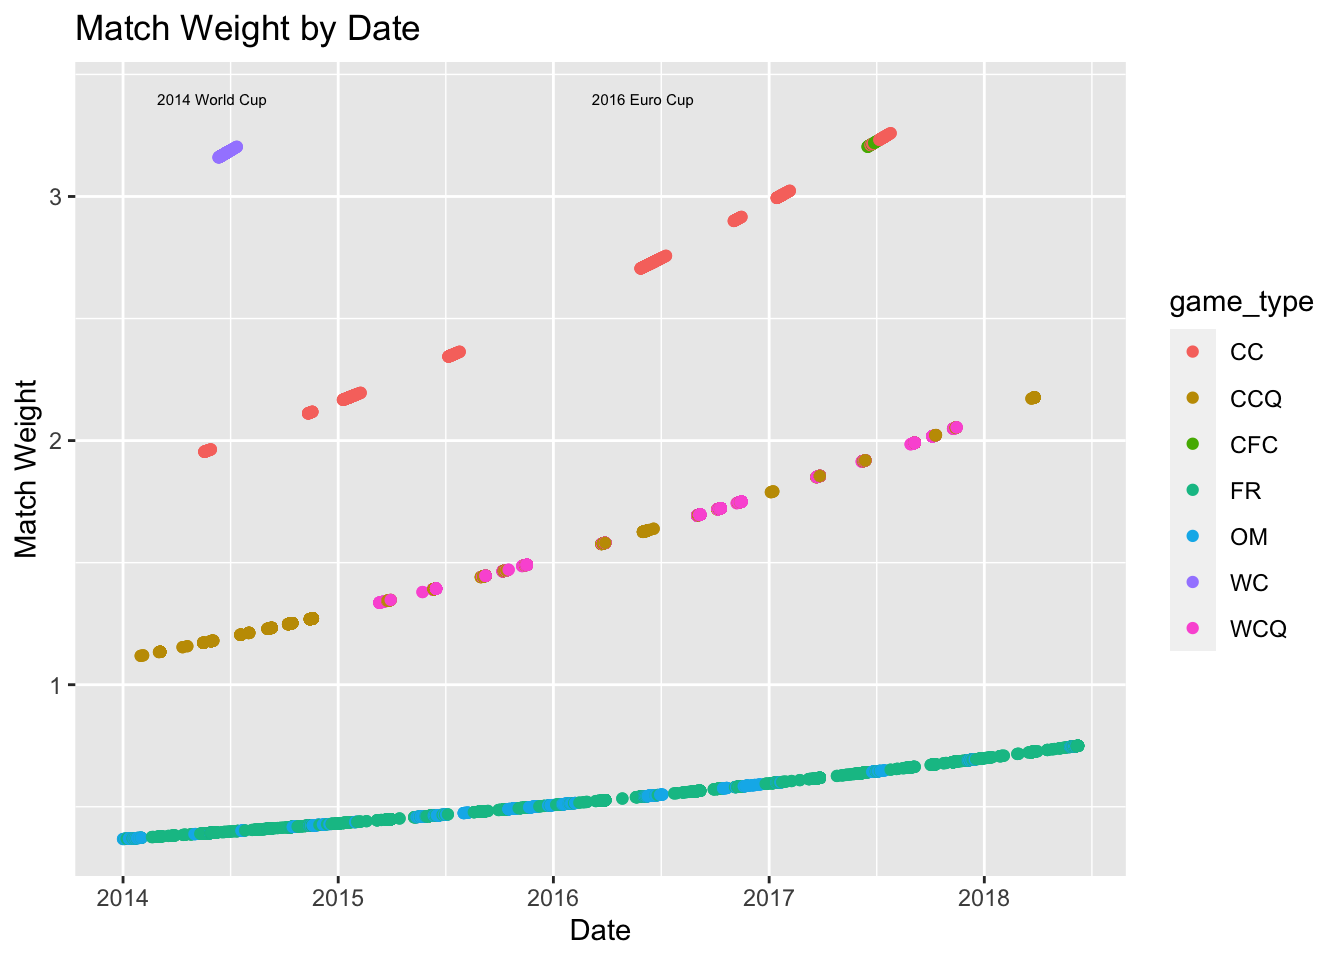 Match Weight by Date
2014 World Cup
2016 Euro Cup
3
2
1
Match Weight
2014
2015
2016
2017
2018
Date
game_type
CC
CCQ
CFC
FR
OM
WC
WCQ